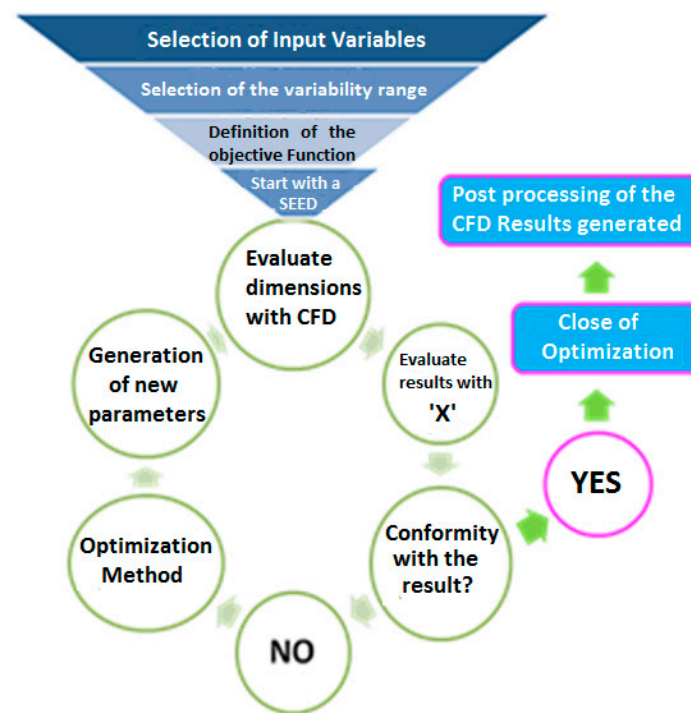 Selection of Input Variables
Selection of the variability range
Definition of the
objective Function
Start with a
SEED
Evaluate
dimensions
with CFD
Evaluate
results with
'X'
Conformity
with the
result?
NO
Optimization
Method
Generation
of new
parameters
YES
Close of
Optimization
Post processing of the
CFD Results generated